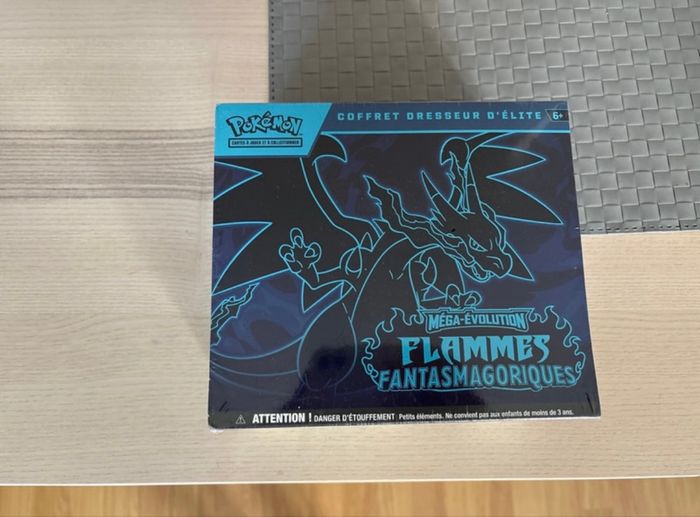 POKÉMON
CARTES À JOUER ET À COLLECTIONNER
COFFRET DRESSEUR D'ÉLITE 6+
MÉGA-ÉVOLUTION
FLAMMES
FANTASMAGORIQUES
ATTENTION ! DANGER D'ÉTOUFFEMENT Petits éléments. Ne convient pas aux enfants de moins de 3 ans.